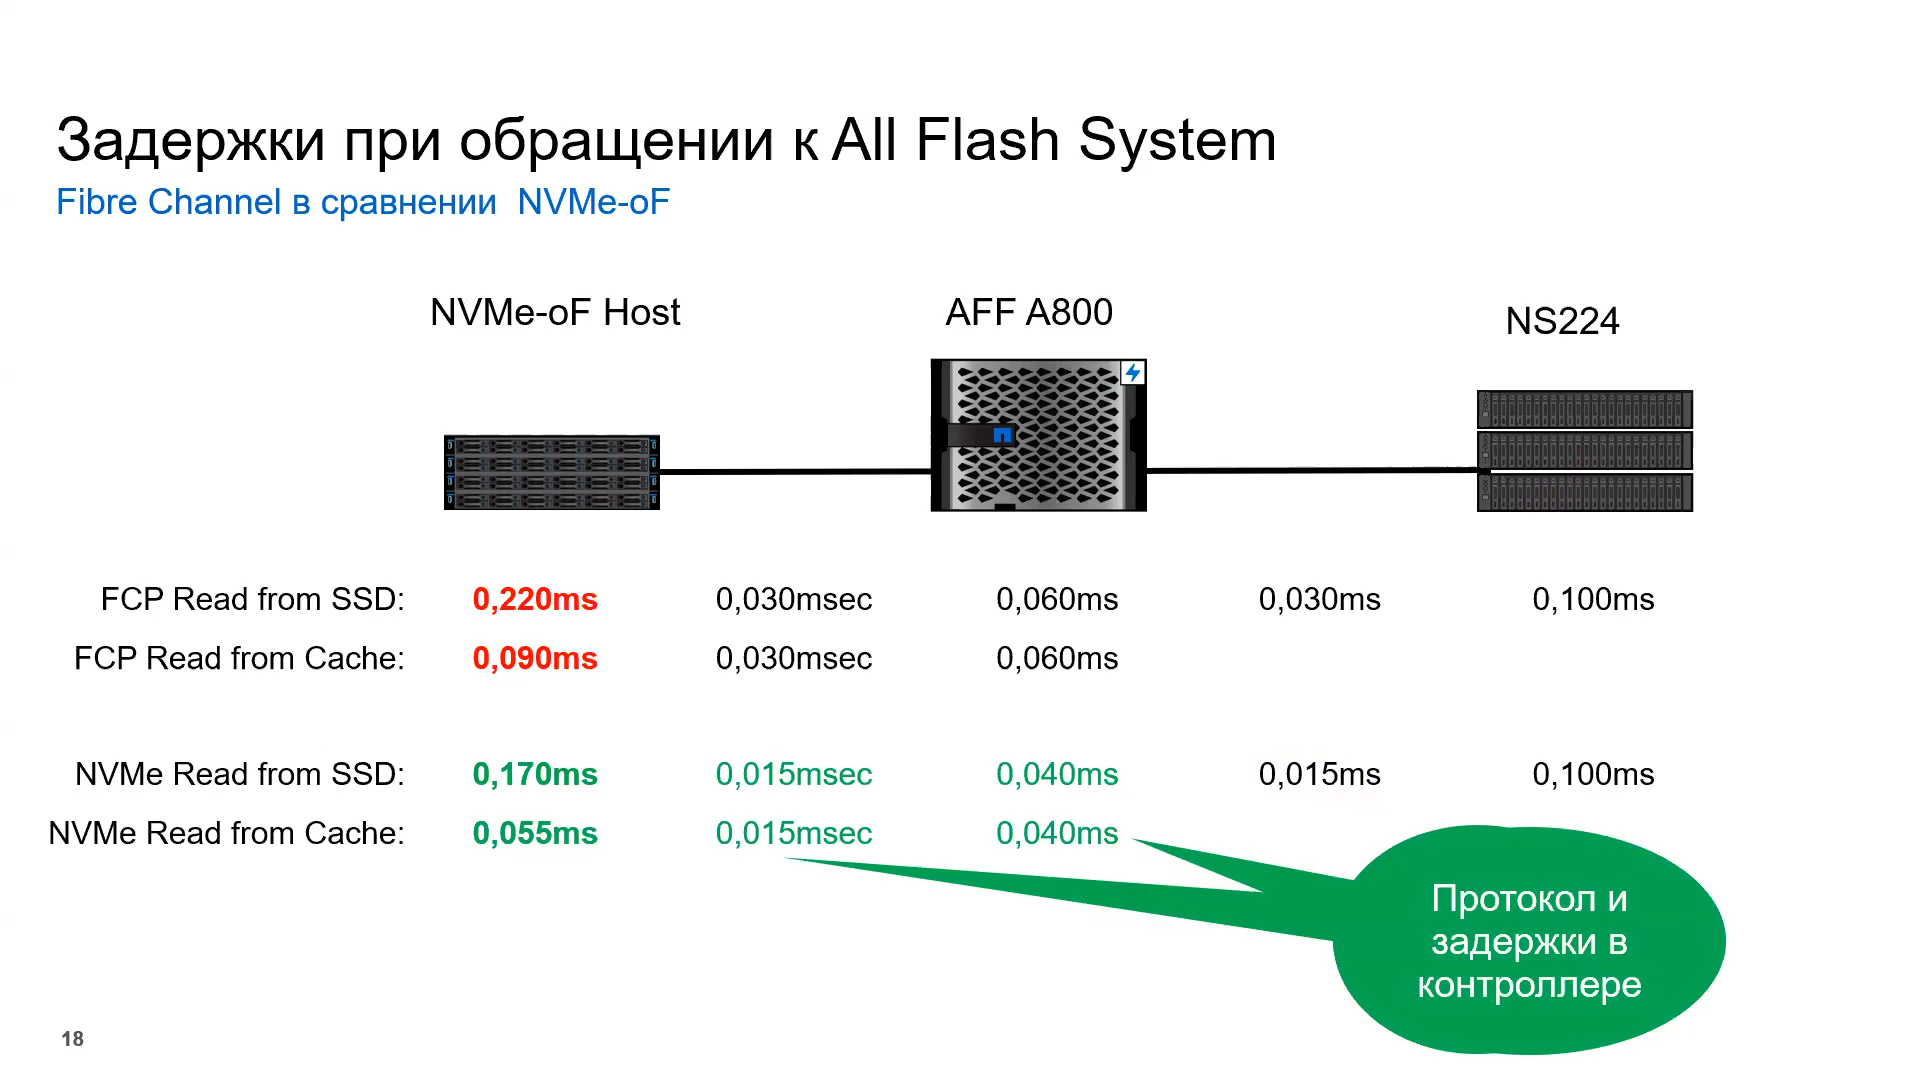 Задержки при обращении к All Flash System
Fibre Channel в сравнении NVMe-oF
NVMe-oF Host
AFF A800
NS224
FCP Read from SSD: 0,220ms 0,030msec 0,060ms 0,030ms 0,100ms
FCP Read from Cache: 0,090ms 0,030msec 0,060ms
NVMe Read from SSD: 0,170ms 0,015msec 0,040ms 0,015ms 0,100ms
NVMe Read from Cache: 0,055ms 0,015msec 0,040ms
Протокол и
задержки в
контроллере
18